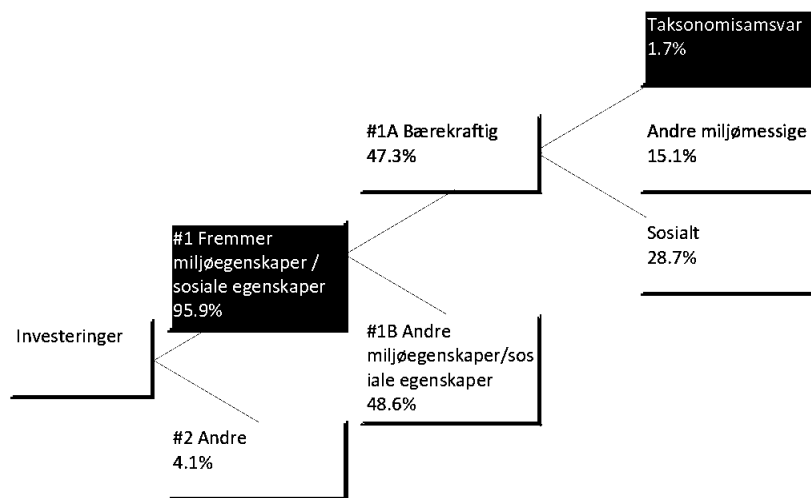 Investeringer
#1 Fremmer
miljøegenskaper /
sosiale egenskaper
95.9%
#2 Andre
4.1%
#1A Bærekraftig
47.3%
#1B Andre
miljøegenskaper/sos
iale egenskaper
48.6%
Taksonomisamsvar
1.7%
Andre miljømessige
15.1%
Sosialt
28.7%